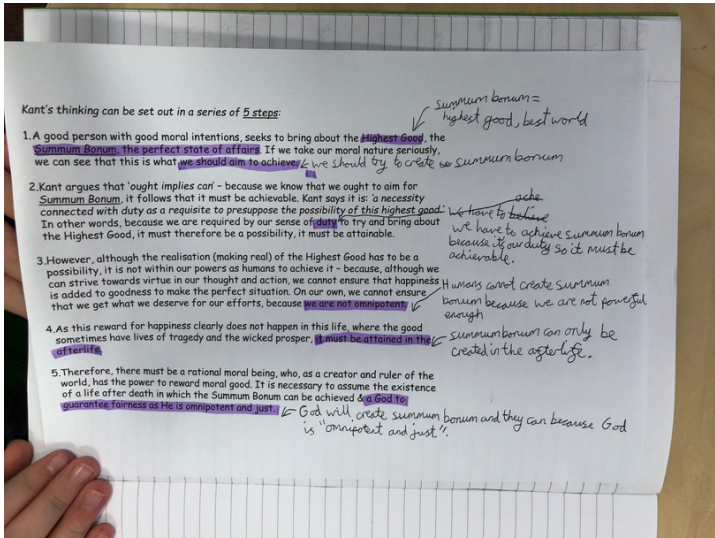 Kant's thinking can be set out in a series of 5 steps:
summum bonum =
highest good, best world
1.A good person with good moral intentions, seeks to bring about the Highest Good, the
Summum Bonum, the perfect state of affairs. If we take our moral nature seriously,
we can see that this is what we should aim to achieve.
we should try to create summum bonum
2.Kant argues that 'ought implies can' – because we know that we ought to aim for
Summum Bonum, it follows that it must be achievable. Kant says it is: 'a necessity
connected with duty as a requisite to presuppose the possibility of this highest good.'
In other words, because we are required by our sense of duty to try and bring about
the Highest Good, it must therefore be a possibility, it must be attainable.
ache
We have to believe
we have to achieve summum bonum
because it's our duty so it must be
achievable.
3.However, although the realisation (making real) of the Highest Good has to be a
possibility, it is not within our powers as humans to achieve it – because, although we
can strive towards virtue in our thought and action, we cannot ensure that happiness
is added to goodness to make the perfect situation. On our own, we cannot ensure
that we get what we deserve for our efforts, because we are not omnipotent.
Humans cannot create summum
bonum because we are not powerful
enough
4.As this reward for happiness clearly does not happen in this life, where the good
sometimes have lives of tragedy and the wicked prosper, it must be attained in the
afterlife.
summum bonum can only be
created in the afterlife.
5.Therefore, there must be a rational moral being, who, as a creator and ruler of the
world, has the power to reward moral good. It is necessary to assume the existence
of a life after death in which the Summum Bonum can be achieved & a God to
guarantee fairness as He is omnipotent and just.
God will create summum bonum and they can because God
is "omnipotent and just".